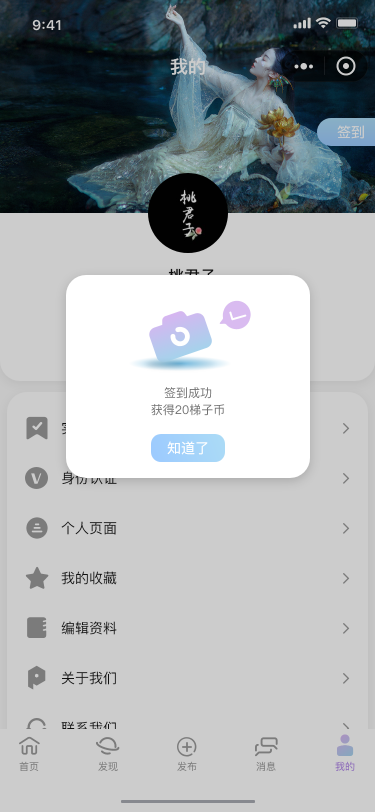 9:41
我的
签到
桃君子
桃君子
签到成功
获得20梯子币
知道了
身份认证
个人页面
我的收藏
编辑资料
关于我们
联系我们
首页
发现
发布
消息
我的